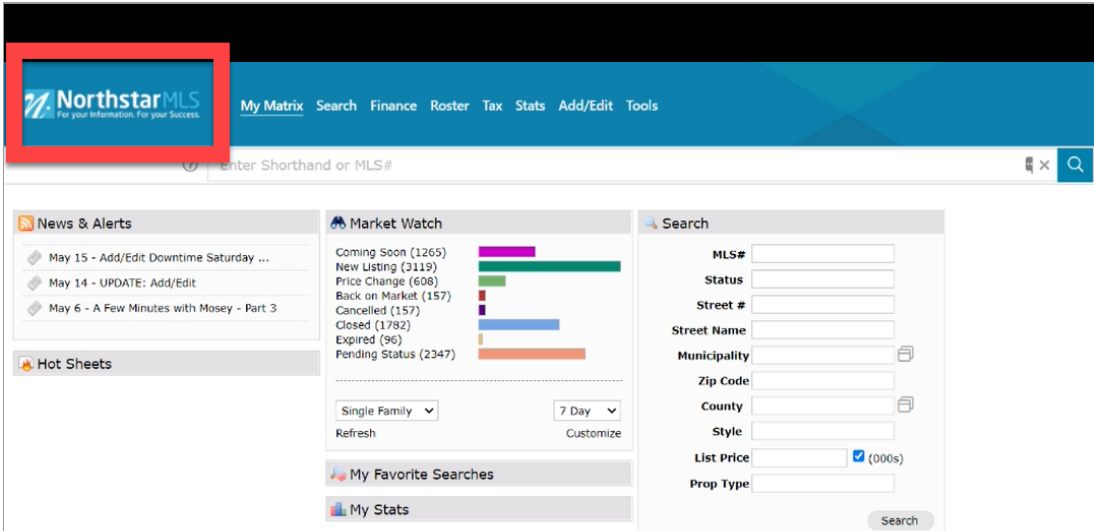 NorthstarMLS
For your Information. For your Success.
My Matrix Search Finance Roster Tax Stats Add/Edit Tools
Enter Shorthand or MLS#
News & Alerts
May 15 - Add/Edit Downtime Saturday ...
May 14 - UPDATE: Add/Edit
May 6 - A Few Minutes with Mosey - Part 3
Hot Sheets
Market Watch
Coming Soon (1265)
New Listing (3119)
Price Change (608)
Back on Market (157)
Cancelled (157)
Closed (1782)
Expired (96)
Pending Status (2347)
Single Family 7 Day
Refresh Customize
My Favorite Searches
My Stats
Search
MLS#
Status
Street #
Street Name
Municipality
Zip Code
County
Style
List Price (000s)
Prop Type
Search